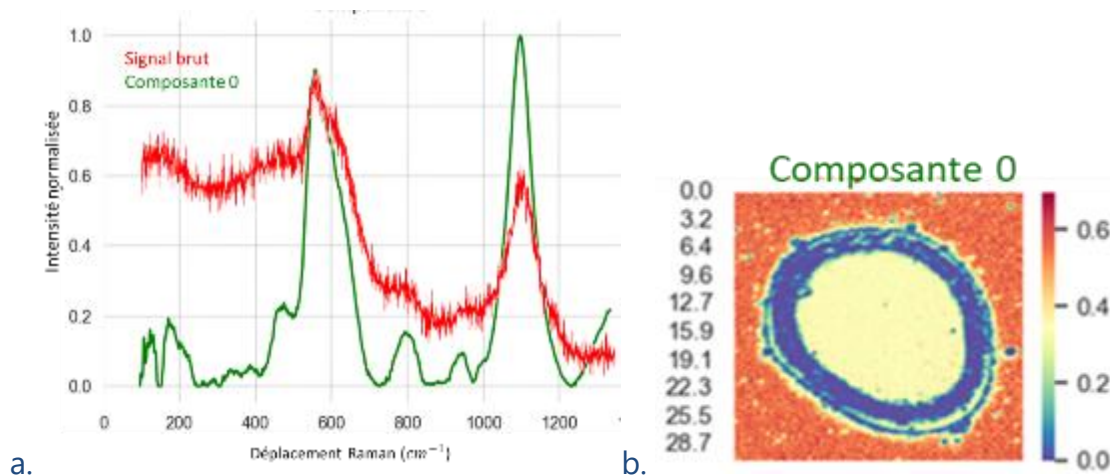 1.0
Signal brut
Composante 0
0.8
0.6
0.4
0.2
0.0
Intensité normalisée
0 200 400 600 800 1000 1200
Déplacement Raman (cm⁻¹)
a.
Composante 0
0.0
3.2
6.4
9.6
12.7
15.9
19.1
22.3
25.5
28.7
0.6
0.4
0.2
0.0
b.